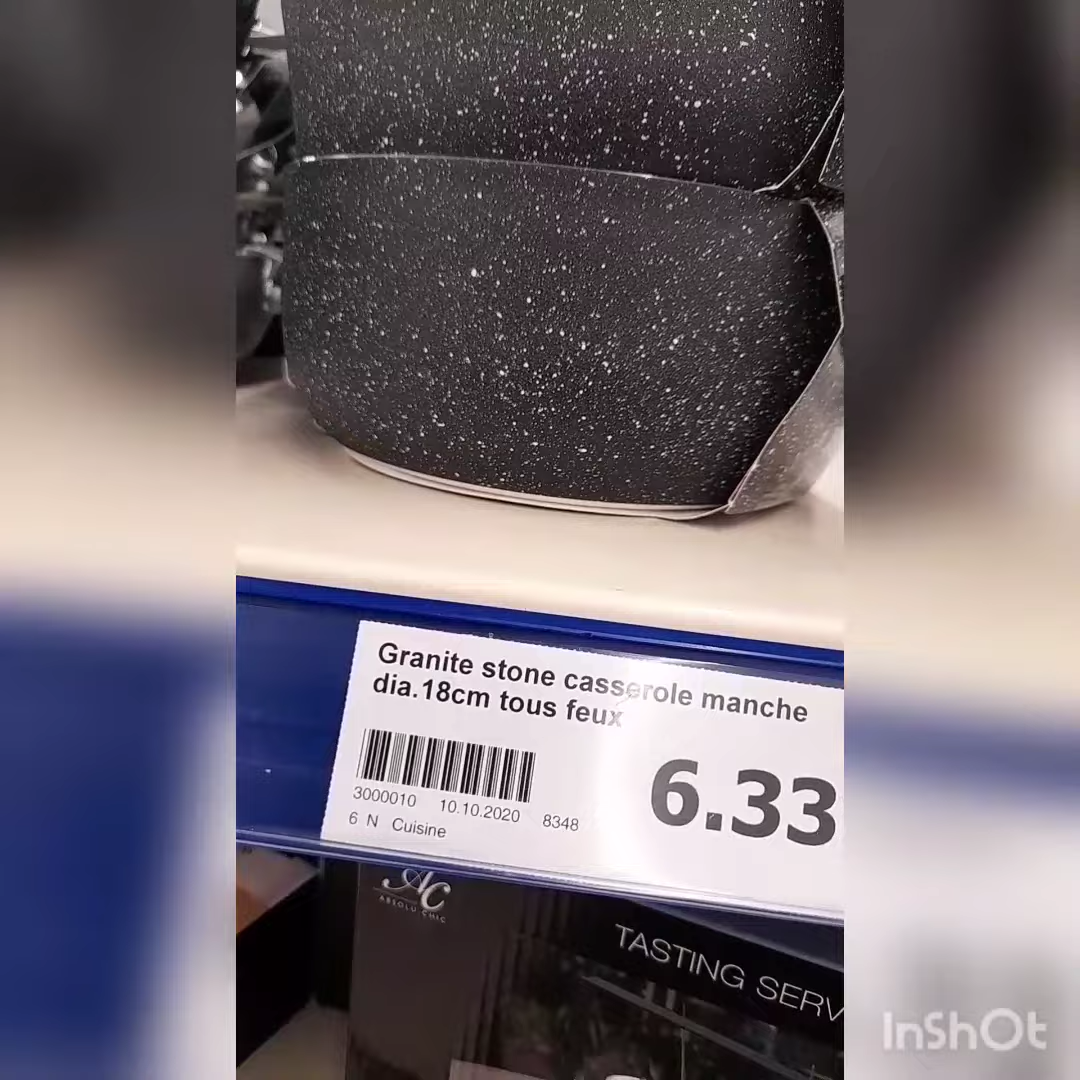 Granite stone casserole manche
dia.18cm tous feux
6.33
3000010 10.10.2020 8348
6 N Cuisine
AC
ABSOLU CHIC
TASTING SERV
InShOt